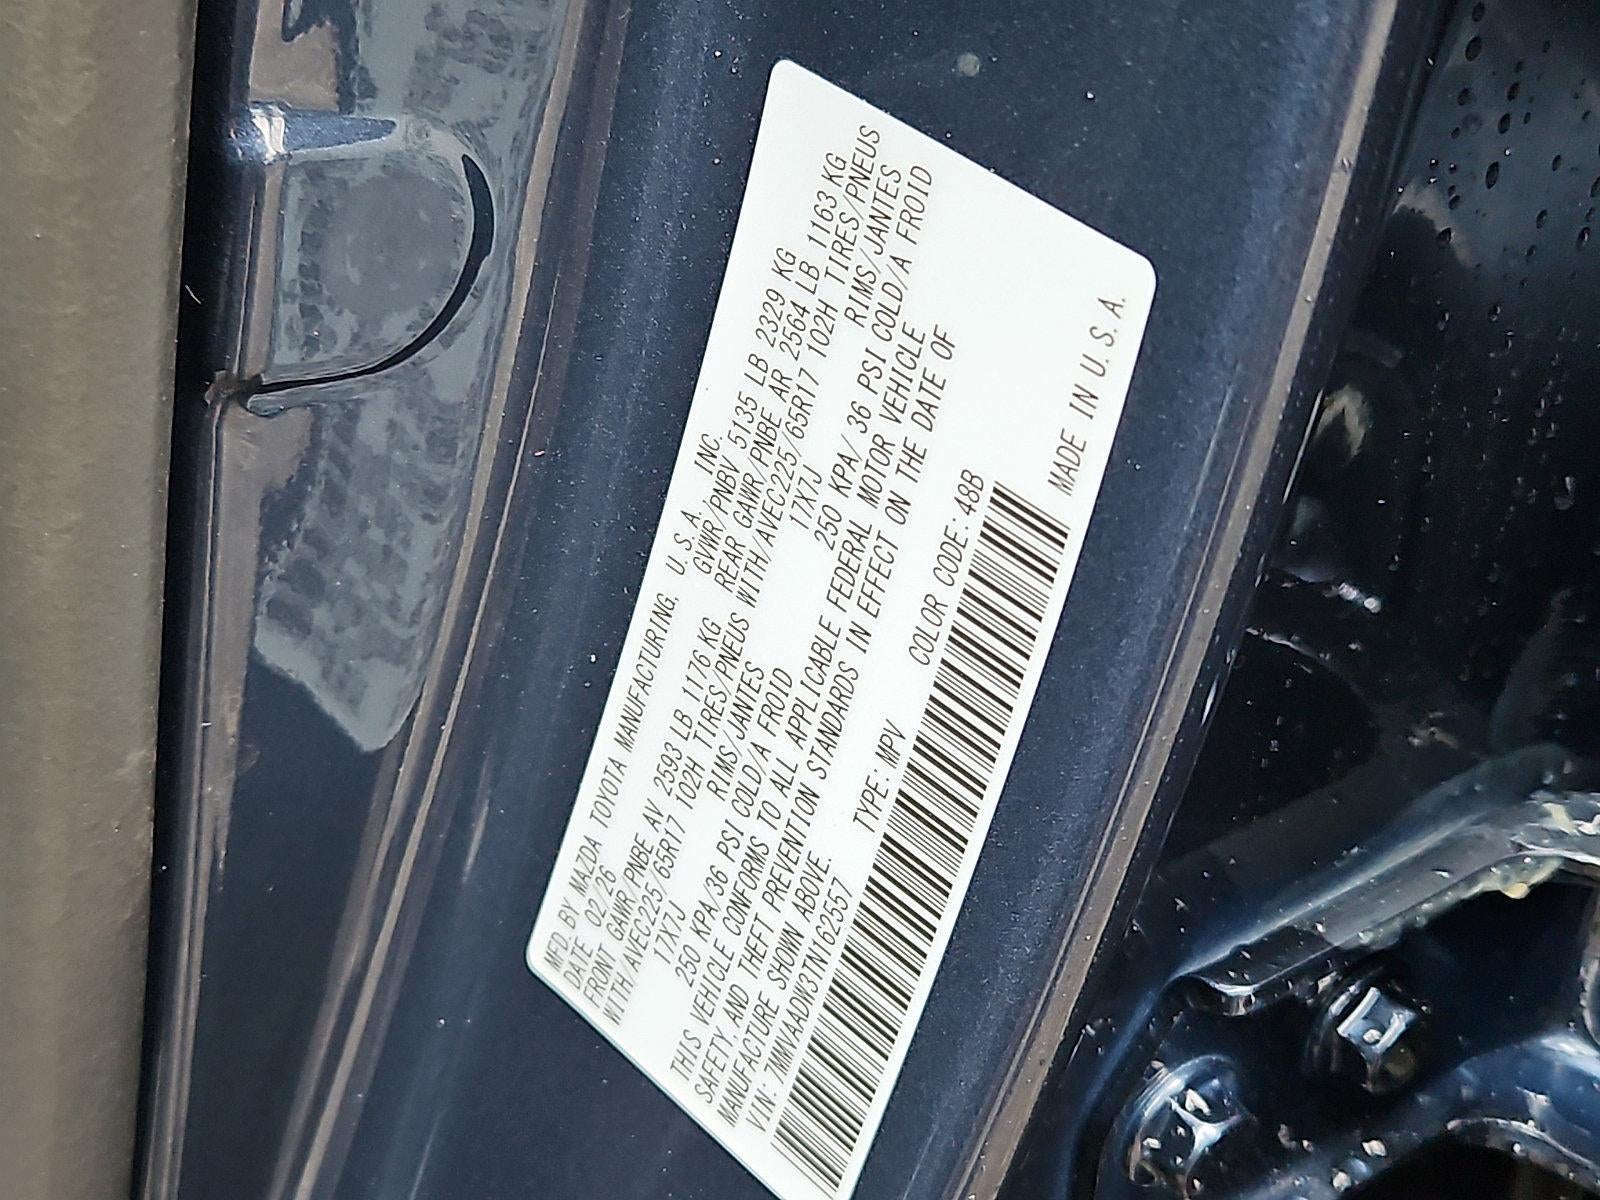 MFD. BY MAZDA TOYOTA MANUFACTURING, U.S.A., INC.
DATE 02/26 GVWR/PNBV 5135 LB 2329 KG
FRONT GAWR/PNBE AV 2593 LB 1176 KG REAR GAWR/PNBE AR 2564 LB 1163 KG
WITH/AVEC225/65R17 102H TIRES/PNEUS WITH/AVEC225/65R17 102H TIRES/PNEUS
17X7J RIMS/JANTES 17X7J RIMS/JANTES
250 KPA/36 PSI COLD/A FROID 250 KPA/ 36 PSI COLD/A FROID
THIS VEHICLE CONFORMS TO ALL APPLICABLE FEDERAL MOTOR VEHICLE
SAFETY, AND THEFT PREVENTION STANDARDS IN EFFECT ON THE DATE OF
MANUFACTURE SHOWN ABOVE.
VIN: 7MMVAADW3TN162557 TYPE: MPV COLOR CODE: 48B
MADE IN U.S.A.